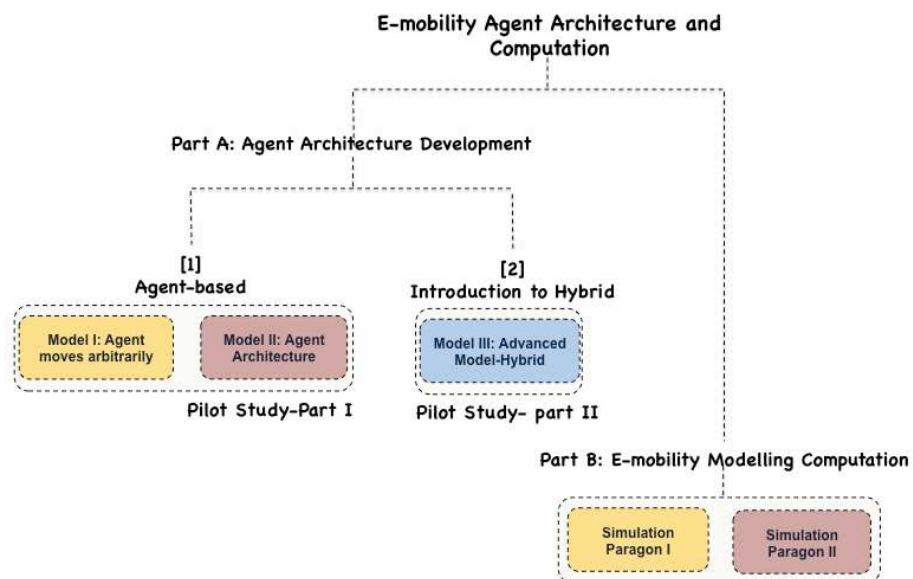 E-mobility Agent Architecture and
Computation
Part A: Agent Architecture Development
[1]
Agent-based
Model I: Agent
moves arbitrarily
Model II: Agent
Architecture
Pilot Study-Part I
[2]
Introduction to Hybrid
Model III: Advanced
Model-Hybrid
Pilot Study- part II
Part B: E-mobility Modelling Computation
Simulation
Paragon I
Simulation
Paragon II